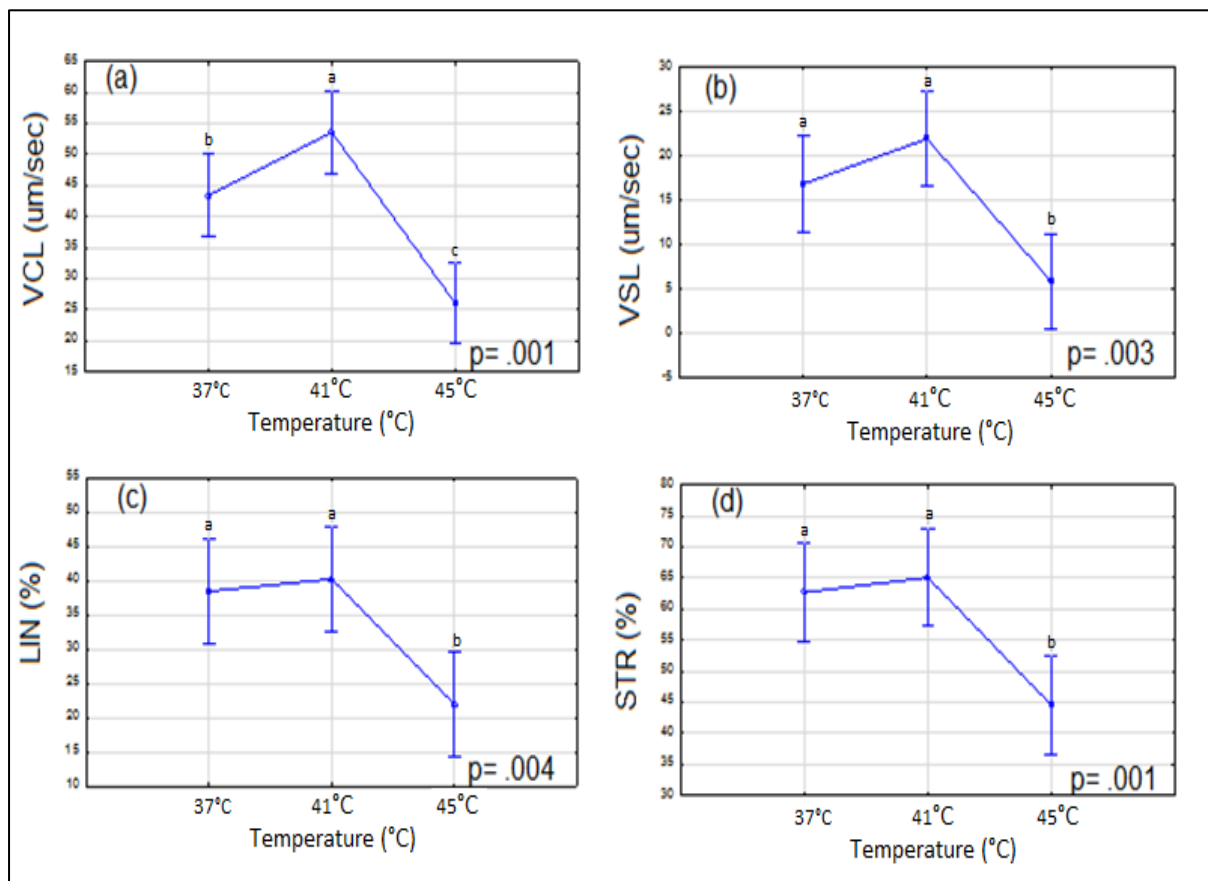 (a)
VCL (um/sec)
65
60
55
50
45
40
35
30
25
20
15
b
a
c
p= .001
37°C
41°C
45°C
Temperature (°C)
(b)
VSL (um/sec)
30
25
20
15
10
5
0
-5
a
a
b
p= .003
37°C
41°C
45°C
Temperature (°C)
(c)
LIN (%)
55
50
45
40
35
30
25
20
15
10
a
a
b
p= .004
37°C
41°C
45°C
Temperature (°C)
(d)
STR (%)
80
75
70
65
60
55
50
45
40
35
30
a
a
b
p= .001
37°C
41°C
45°C
Temperature (°C)